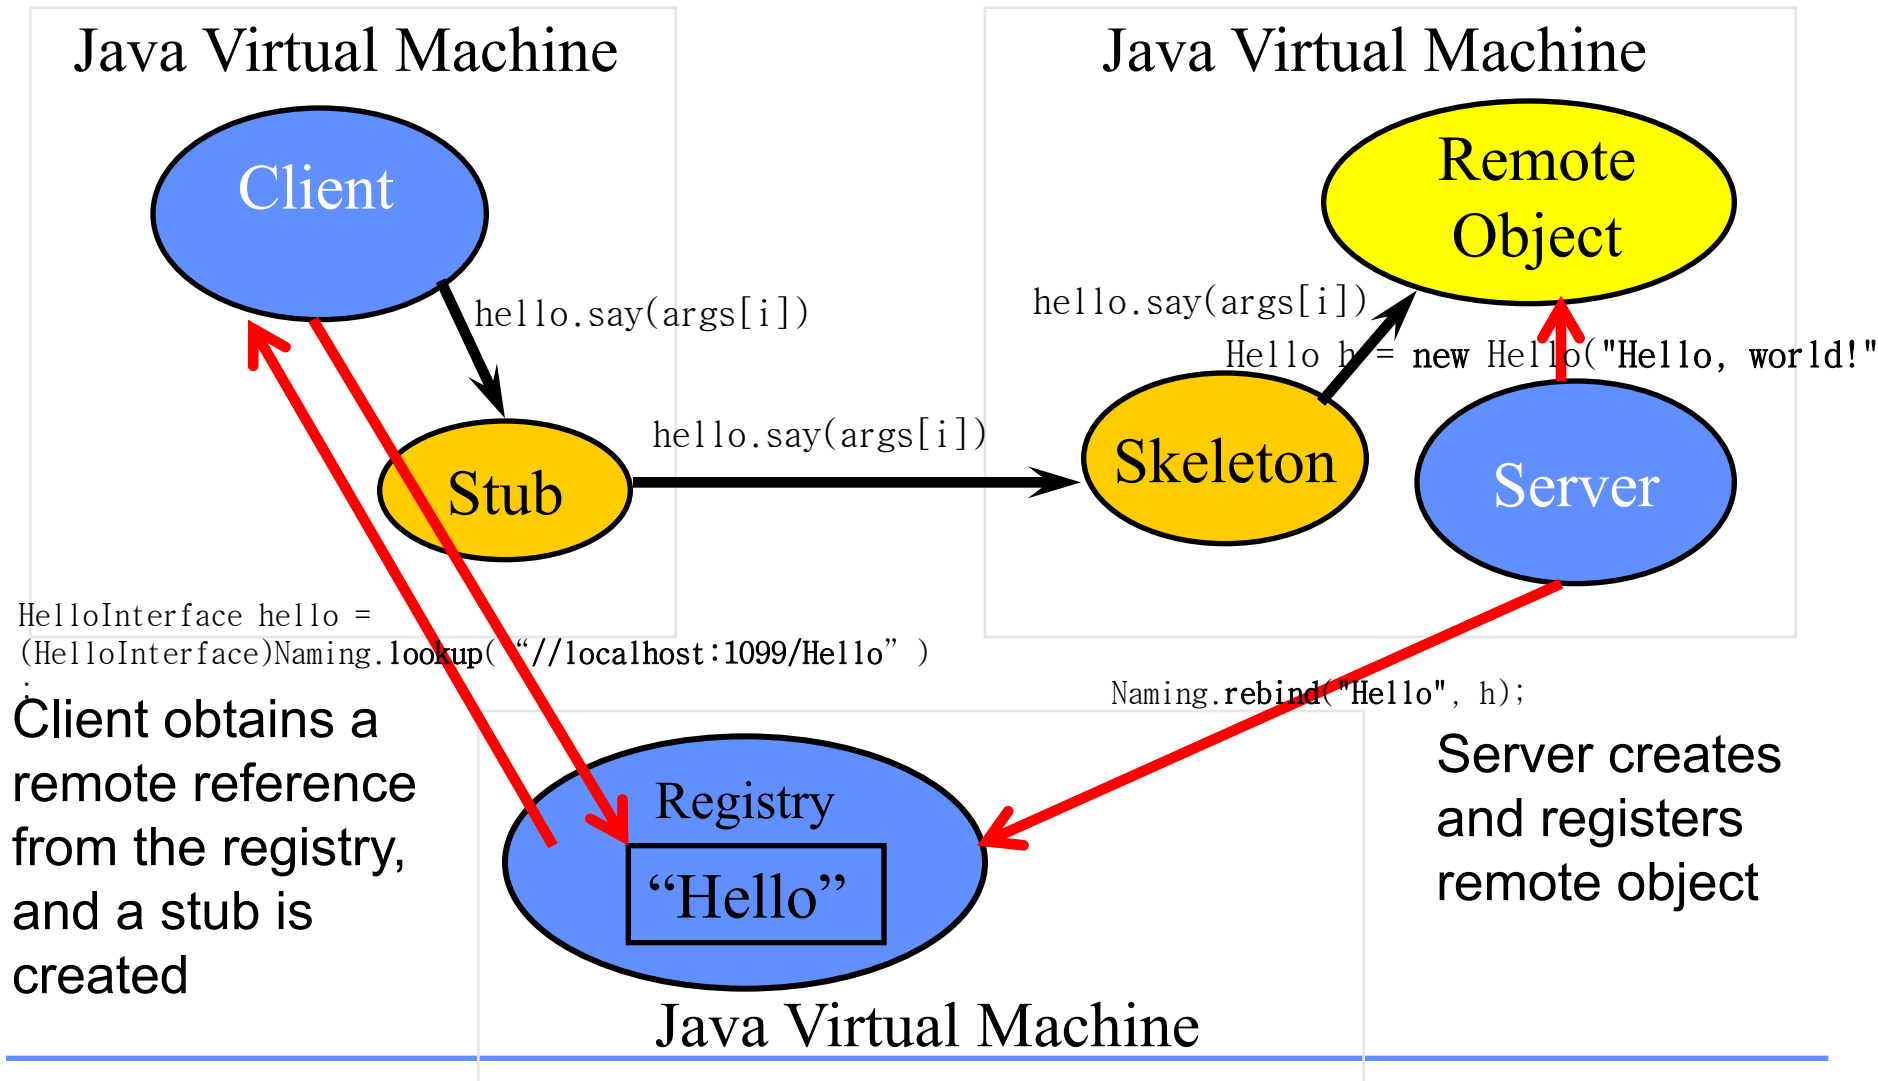 Java Virtual Machine
Java Virtual Machine
Client
Remote
Object
hello.say(args[i])
hello.say(args[i])
Hello h = new Hello("Hello, world!"
hello.say(args[i])
Stub
Skeleton
Server
HelloInterface hello =
(HelloInterface)Naming.lookup( “//localhost:1099/Hello” )
;
Naming.rebind("Hello", h);
Client obtains a
remote reference
from the registry,
and a stub is
created
Registry
“Hello”
Java Virtual Machine
Server creates
and registers
remote object